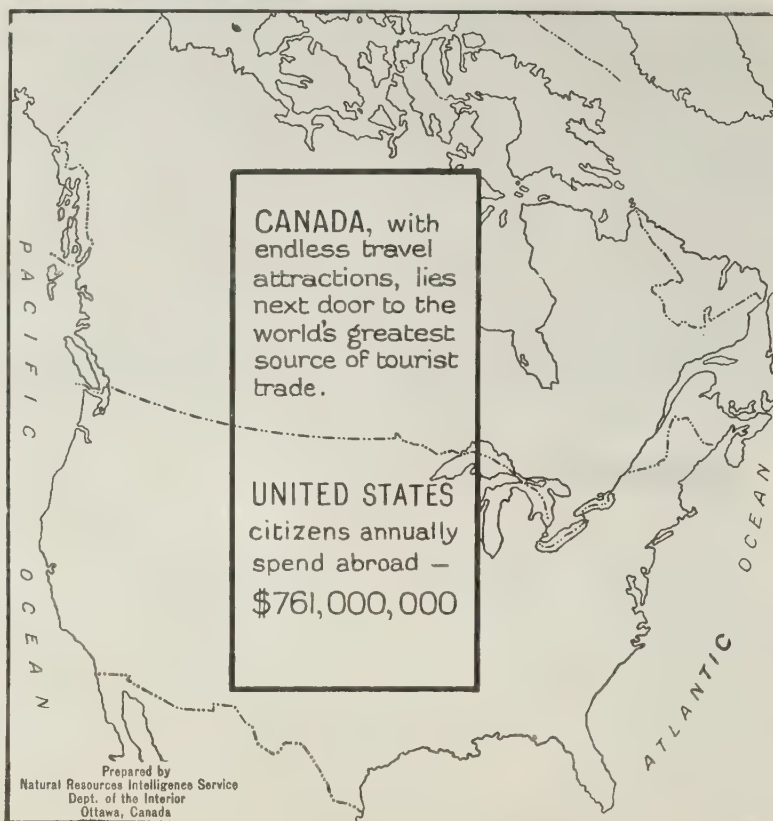 CANADA, with
endless travel
attractions, lies
next door to the
world's greatest
source of tourist
trade.
UNITED STATES
citizens annually
spend abroad –
$761,000,000
PACIFIC OCEAN
ATLANTIC OCEAN
Prepared by
Natural Resources Intelligence Service
Dept. of the Interior
Ottawa, Canada